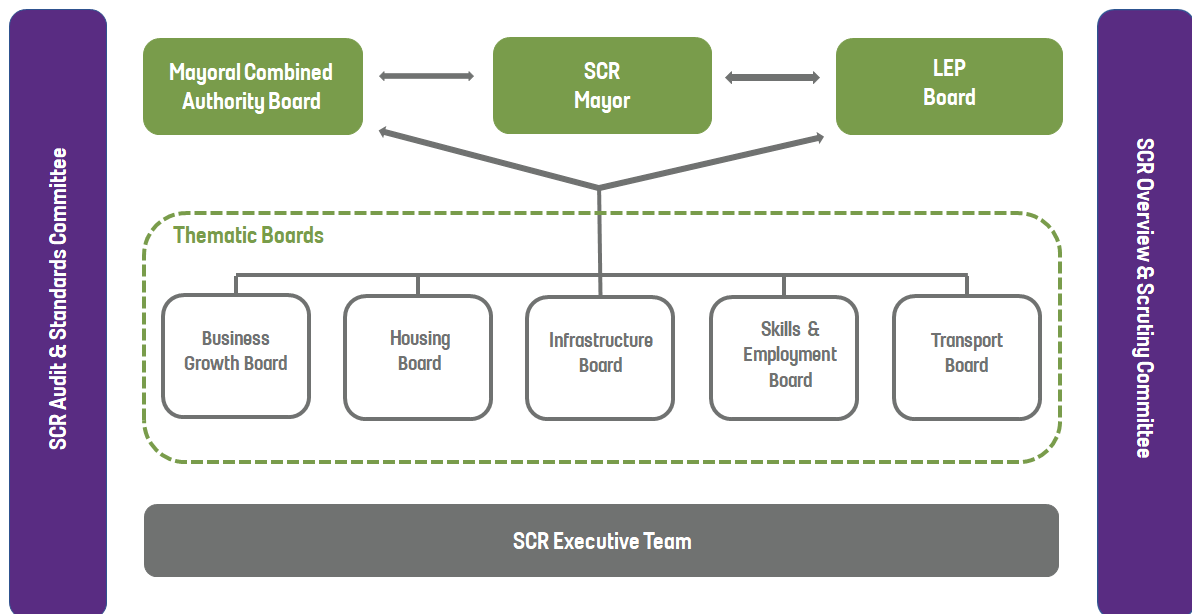 SCR Audit & Standards Committee
Mayoral Combined
Authority Board
SCR
Mayor
LEP
Board
Thematic Boards
Business
Growth Board
Housing
Board
Infrastructure
Board
Skills &
Employment
Board
Transport
Board
SCR Executive Team
SCR Overview & Scrutiny Committee